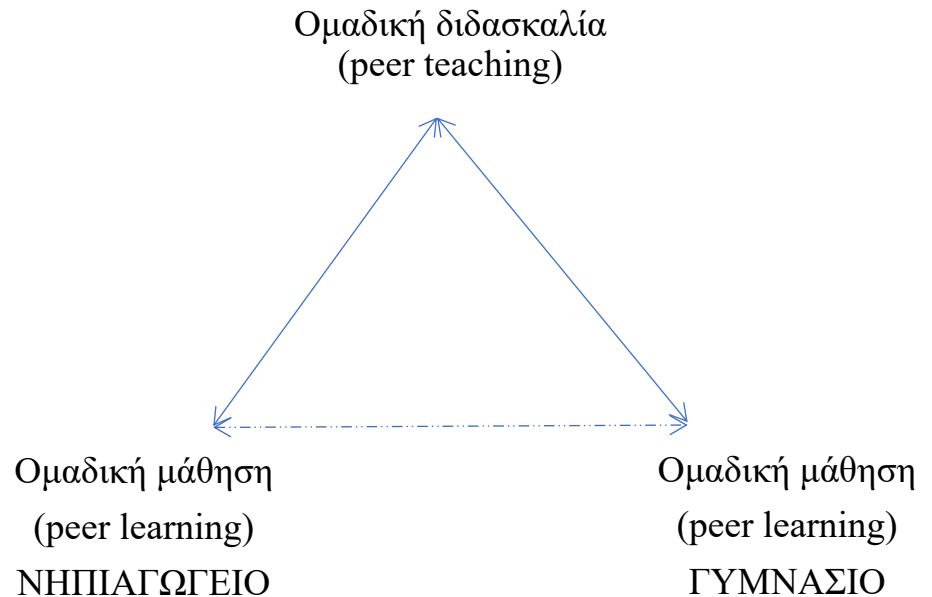 Ομαδική διδασκαλία
(peer teaching)
Ομαδική μάθηση
(peer learning)
ΝΗΠΙΑΓΩΓΕΙΟ
Ομαδική μάθηση
(peer learning)
ΓΥΜΝΑΣΙΟ